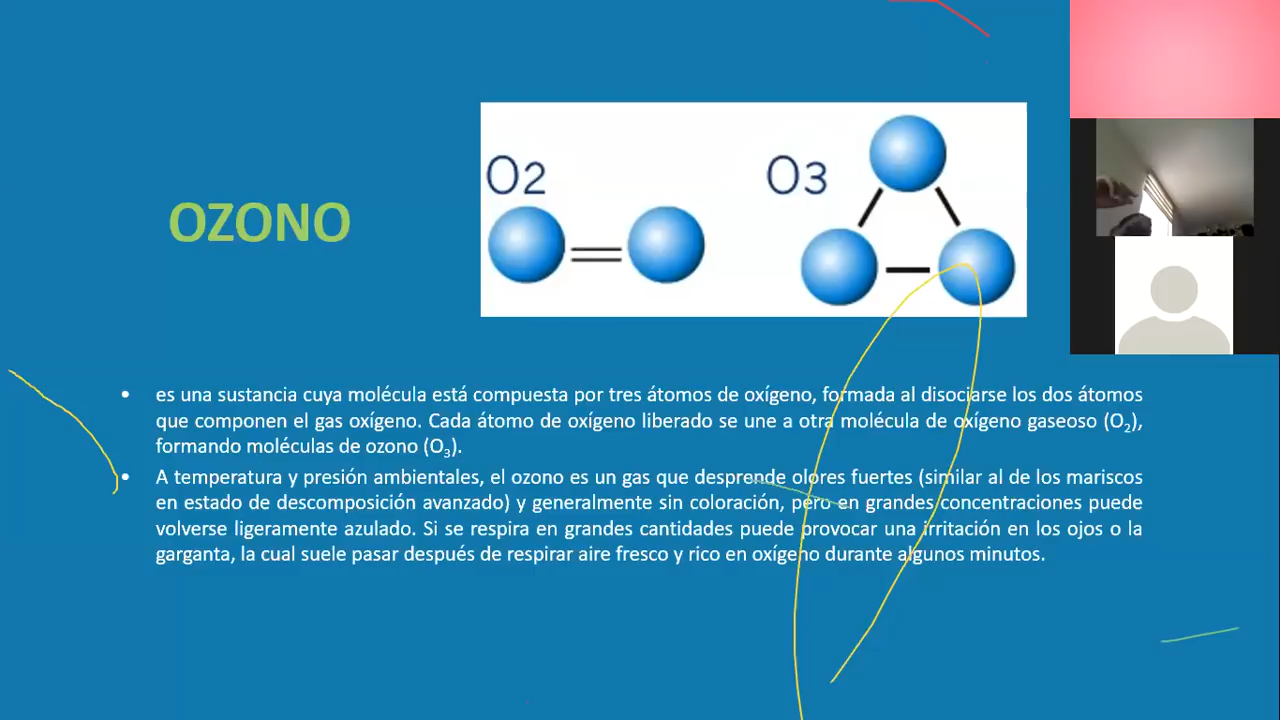 O2
O3
OZONO
• es una sustancia cuya molécula está compuesta por tres átomos de oxígeno, formada al disociarse los dos átomos
que componen el gas oxígeno. Cada átomo de oxígeno liberado se une a otra molécula de oxígeno gaseoso (O₂),
formando moléculas de ozono (O₃).
• A temperatura y presión ambientales, el ozono es un gas que desprende olores fuertes (similar al de los mariscos
en estado de descomposición avanzado) y generalmente sin coloración, pero en grandes concentraciones puede
volverse ligeramente azulado. Si se respira en grandes cantidades puede provocar una irritación en los ojos o la
garganta, la cual suele pasar después de respirar aire fresco y rico en oxígeno durante algunos minutos.